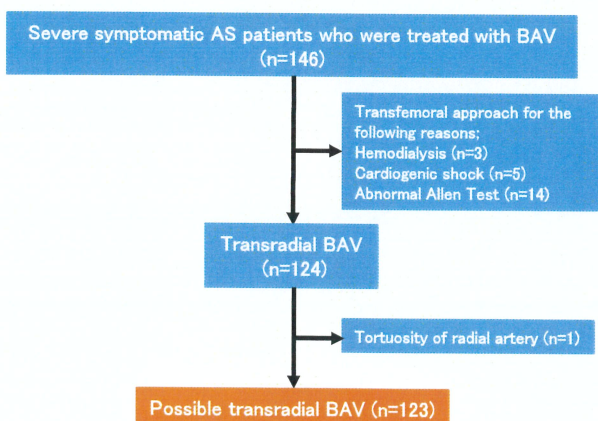 Severe symptomatic AS patients who were treated with BAV
(n=146)
Transfemoral approach for the
following reasons;
Hemodialysis (n=3)
Cardiogenic shock (n=5)
Abnormal Allen Test (n=14)
Transradial BAV
(n=124)
Tortuosity of radial artery (n=1)
Possible transradial BAV (n=123)